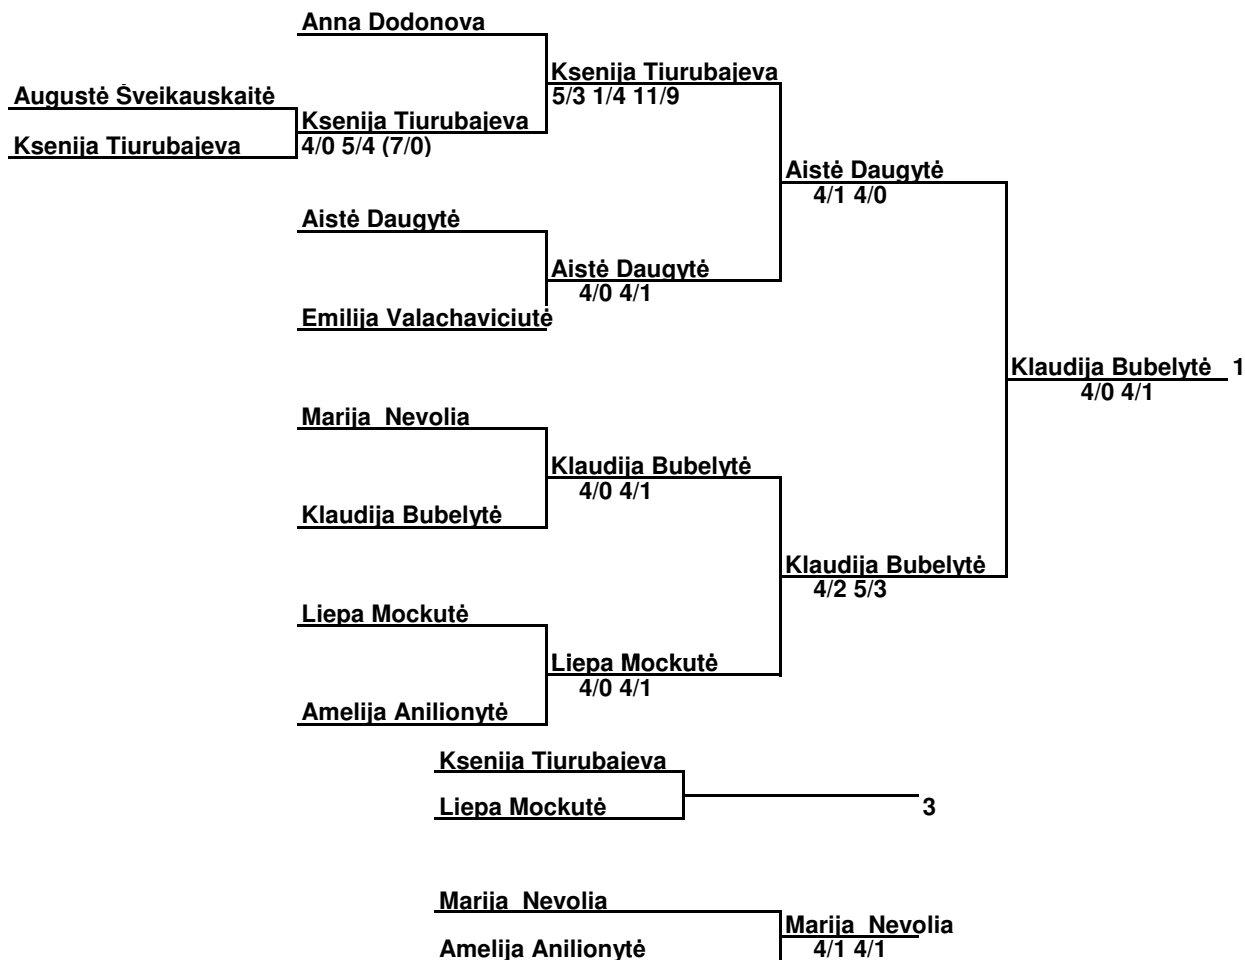 Anna Dodonova
Ksenija Tiurubajeva
5/3 1/4 11/9
Augustė Šveikauskaitė
Ksenija Tiurubajeva
4/0 5/4 (7/0)
Ksenija Tiurubajeva
Aistė Daugytė
4/1 4/0
Aistė Daugytė
Aistė Daugytė
4/0 4/1
Emilija Valachaviciutė
Klaudija Bubelytė 1
4/0 4/1
Marija Nevolia
Klaudija Bubelytė
4/0 4/1
Klaudija Bubelytė
Klaudija Bubelytė
4/2 5/3
Liepa Mockutė
Liepa Mockutė
4/0 4/1
Amelija Anilionytė
Ksenija Tiurubajeva
Liepa Mockutė
3
Marija Nevolia
Marija Nevolia
4/1 4/1
Amelija Anilionytė